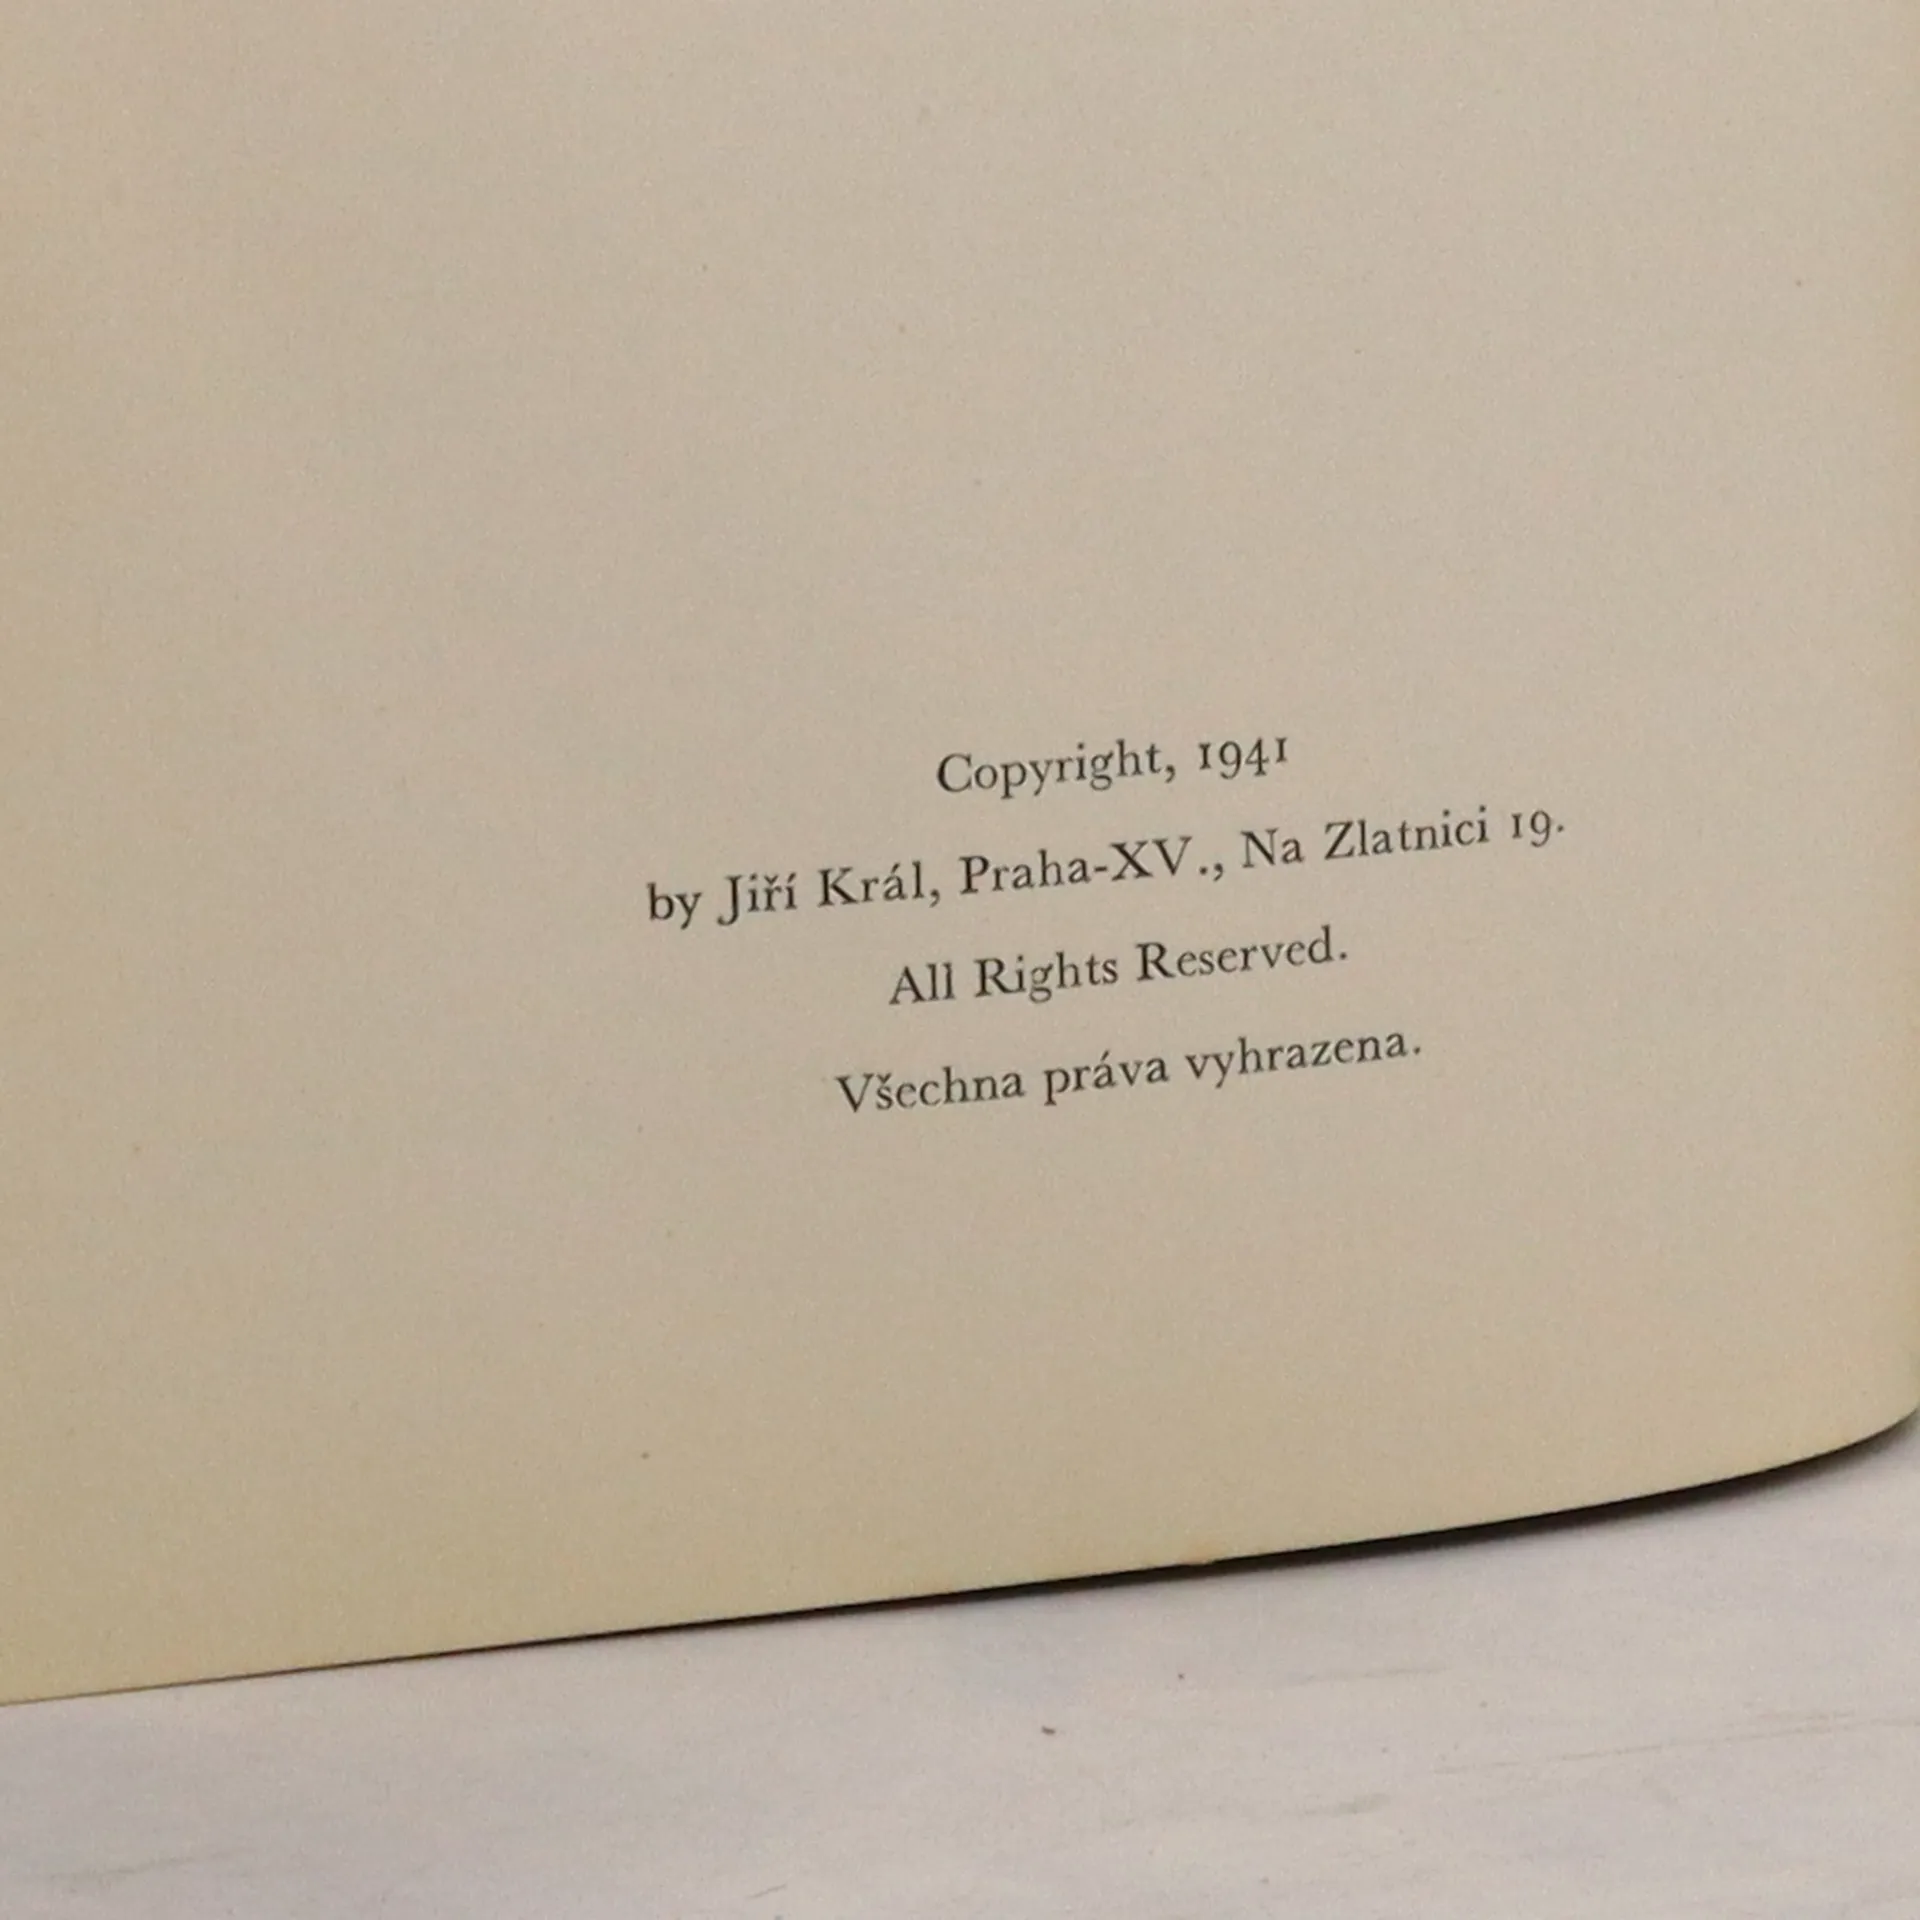 Copyright, 1941
by Jiří Král, Praha-XV., Na Zlatnici 19.
All Rights Reserved.
Všechna práva vyhrazena.